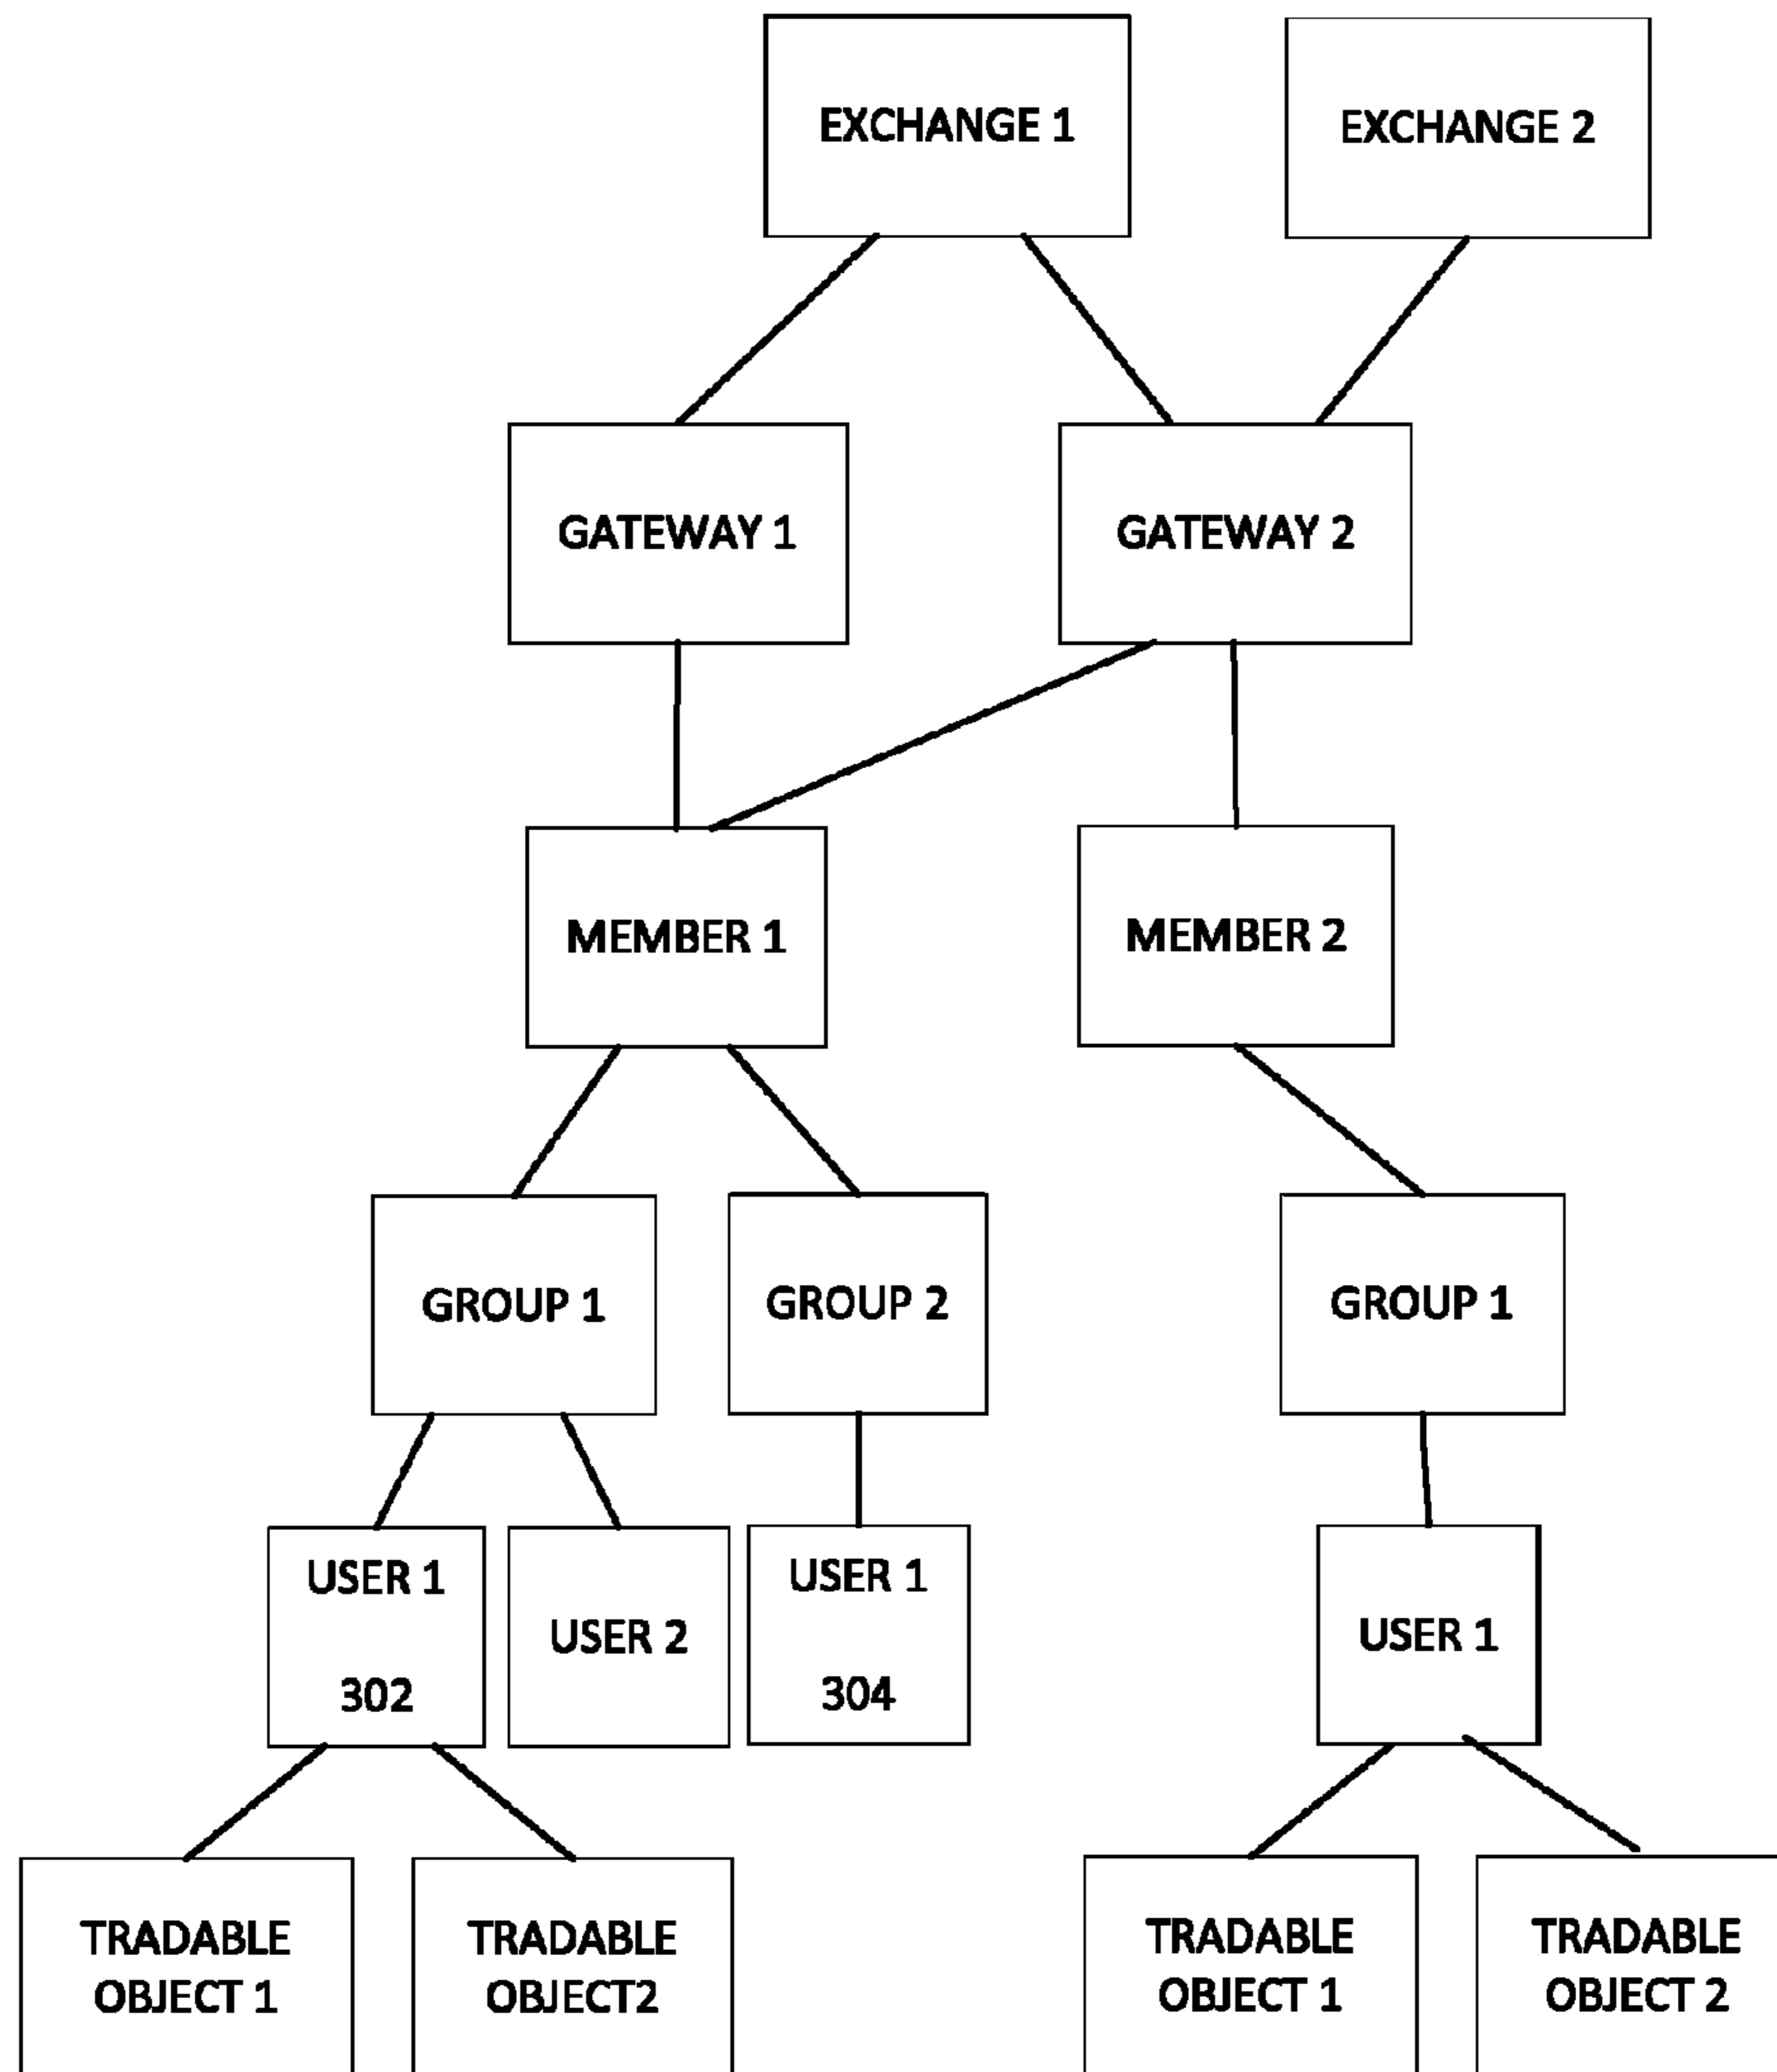 EXCHANGE 1
EXCHANGE 2
GATEWAY 1
GATEWAY 2
MEMBER 1
MEMBER 2
GROUP 1
GROUP 2
GROUP 1
USER 1
302
USER 2
USER 1
304
USER 1
TRADABLE
OBJECT 1
TRADABLE
OBJECT2
TRADABLE
OBJECT 1
TRADABLE
OBJECT 2